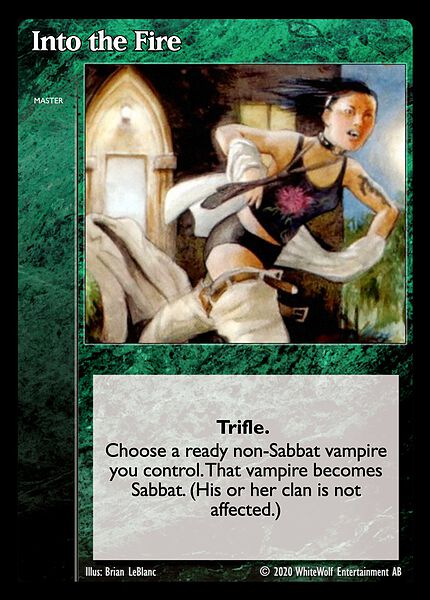 Into the Fire
MASTER
Trifle.
Choose a ready non-Sabbat vampire
you control. That vampire becomes
Sabbat. (His or her clan is not
affected.)
Illus: Brian LeBlanc
© 2020 WhiteWolf Entertainment AB